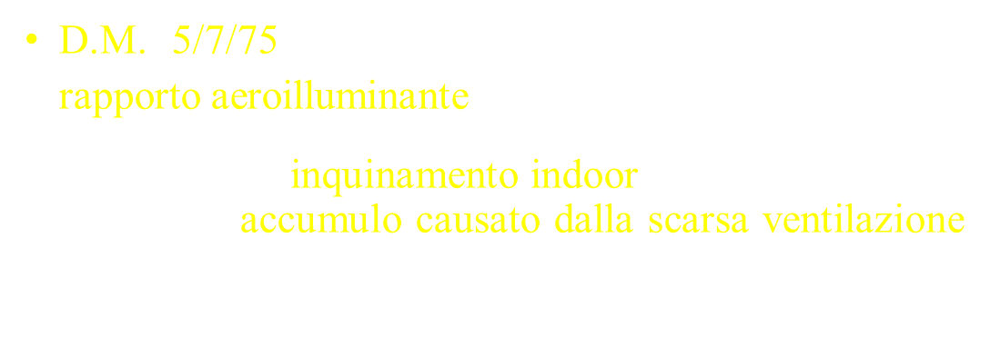 • D.M. 5/7/75
rapporto aeroilluminante
inquinamento indoor
accumulo causato dalla scarsa ventilazione